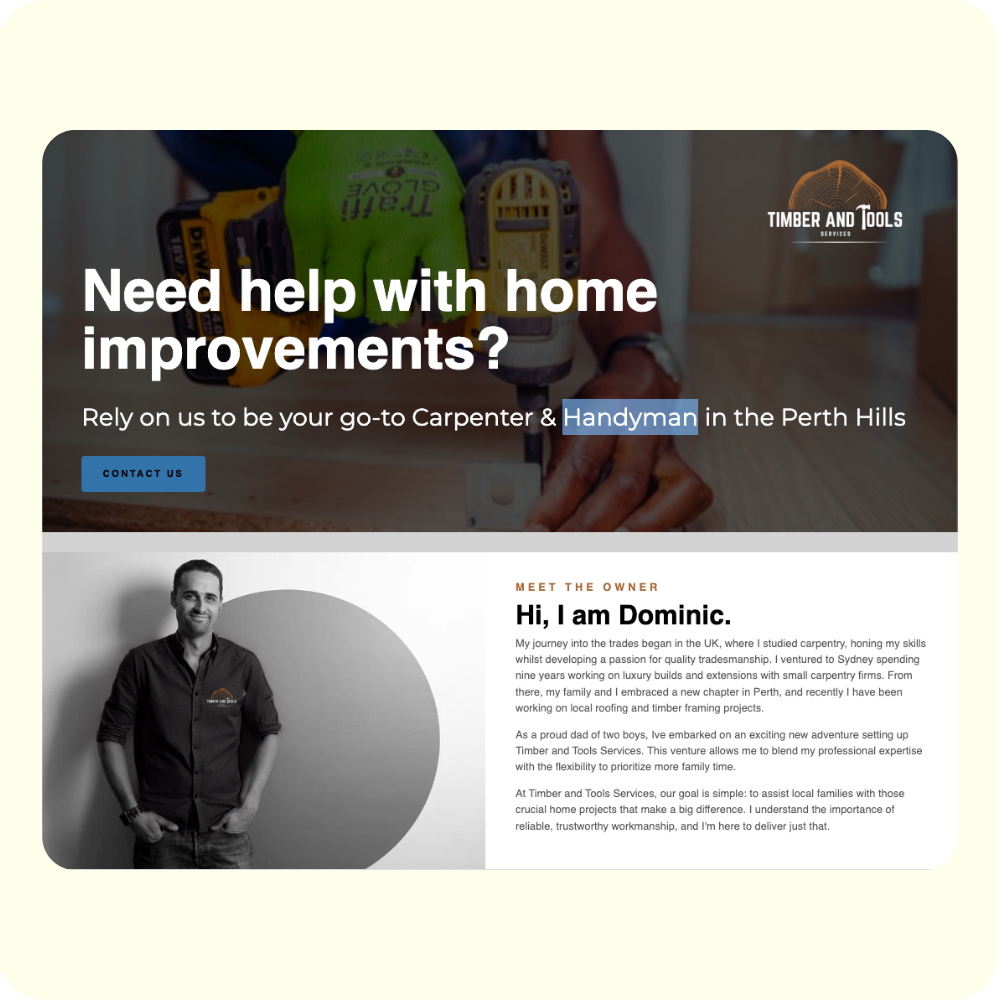 Traffi
GLOVE
DEWALT
18V
DEWALT
TIMBER AND TOOLS
SERVICES
Need help with home
improvements?
Rely on us to be your go-to Carpenter & Handyman in the Perth Hills
CONTACT US
TIMBER AND TOOLS
MEET THE OWNER
Hi, I am Dominic.
My journey into the trades began in the UK, where I studied carpentry, honing my skills
whilst developing a passion for quality tradesmanship. I ventured to Sydney spending
nine years working on luxury builds and extensions with small carpentry firms. From
there, my family and I embraced a new chapter in Perth, and recently I have been
working on local roofing and timber framing projects.
As a proud dad of two boys, Ive embarked on an exciting new adventure setting up
Timber and Tools Services. This venture allows me to blend my professional expertise
with the flexibility to prioritize more family time.
At Timber and Tools Services, our goal is simple: to assist local families with those
crucial home projects that make a big difference. I understand the importance of
reliable, trustworthy workmanship, and I'm here to deliver just that.